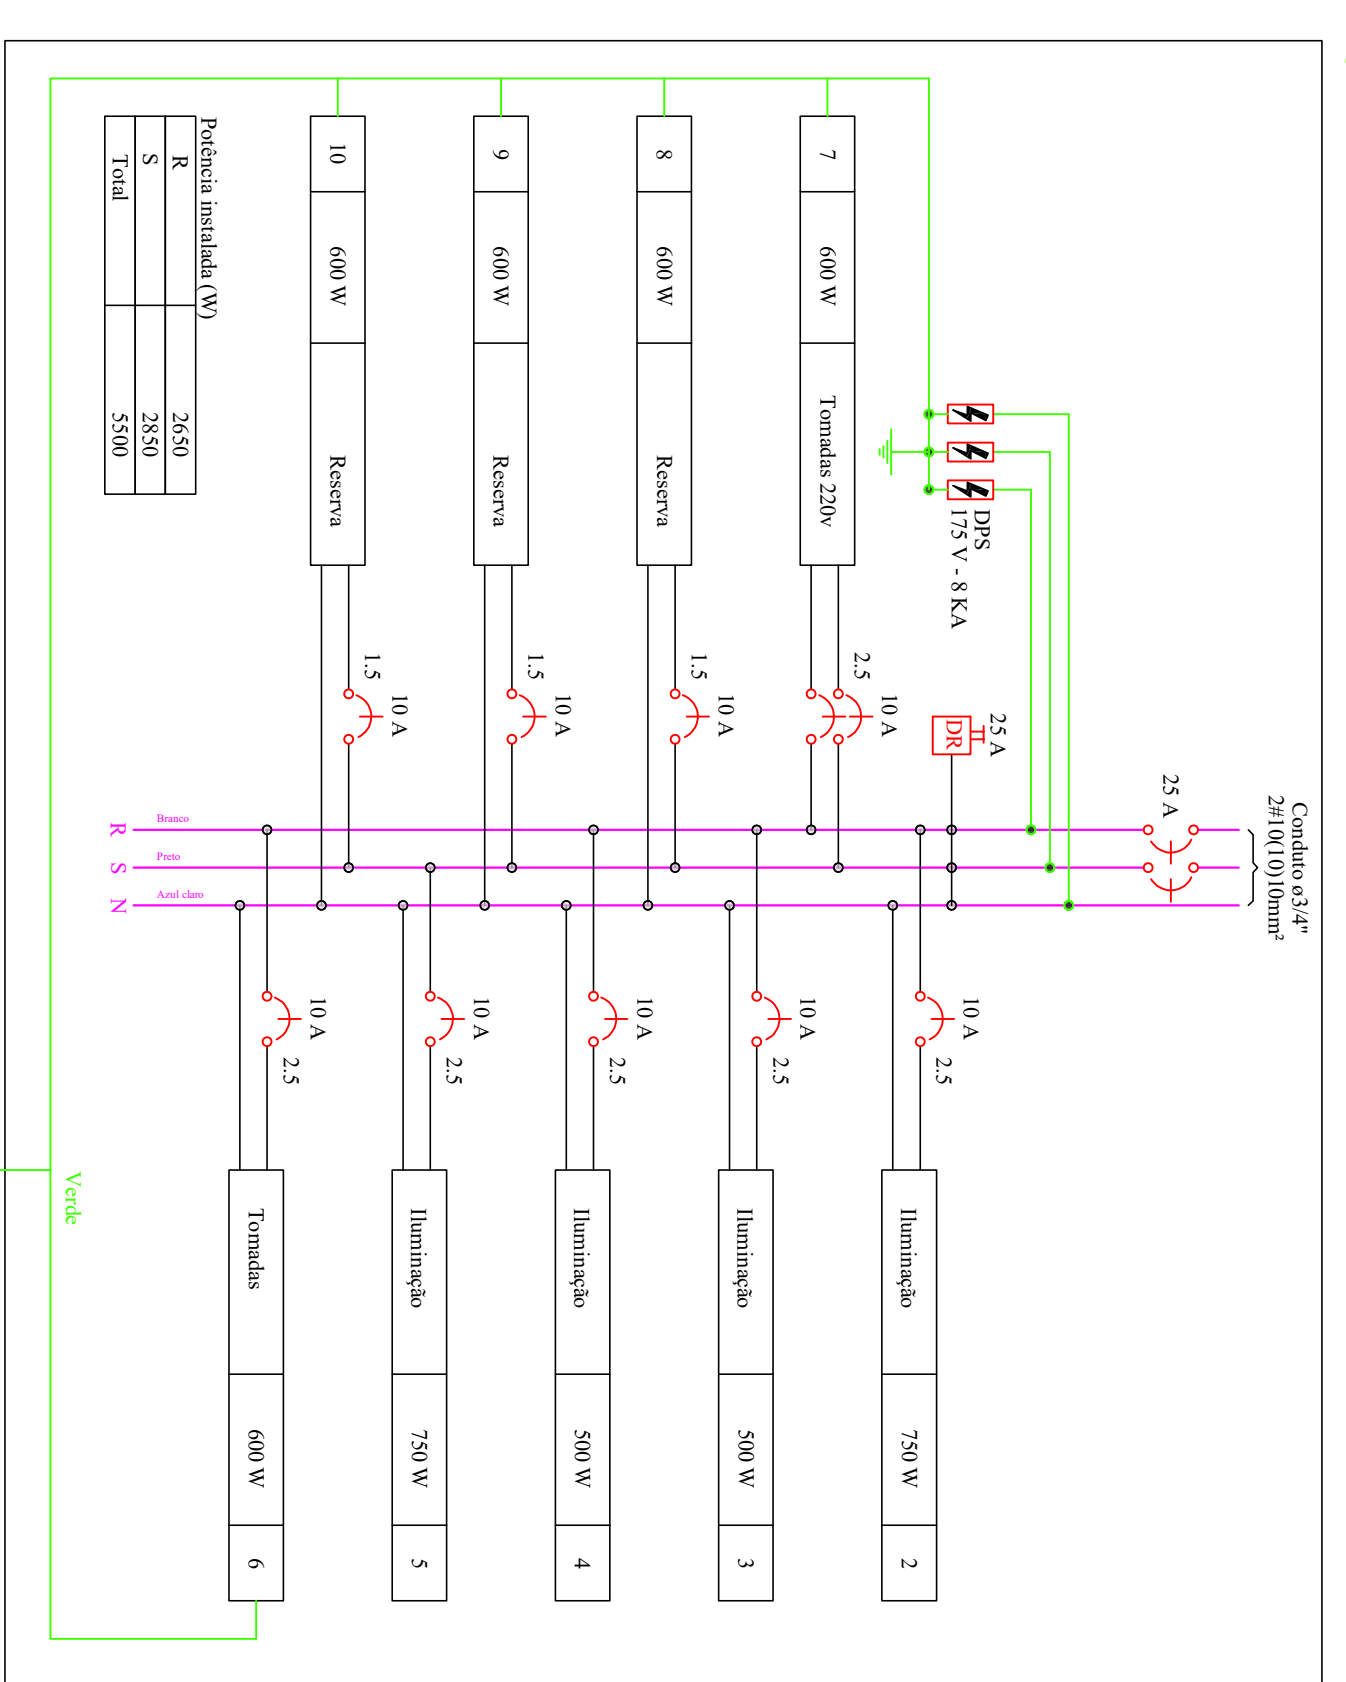 Conduto ø3/4"
2#10(10)10mm²
25 A
DPS
175 V - 8 KA
25 A
DR
7
600 W
Tomadas 220v
2.5
10 A
8
600 W
Reserva
1.5
10 A
9
600 W
Reserva
1.5
10 A
10
600 W
Reserva
1.5
10 A
R
Branco
S
Preto
N
Azul claro
10 A
2.5
Iluminação
750 W
2
10 A
2.5
Iluminação
500 W
3
10 A
2.5
Iluminação
500 W
4
10 A
2.5
Iluminação
750 W
5
10 A
2.5
Tomadas
600 W
6
Potência instalada (W)
R 2650
S 2850
Total 5500
Verde